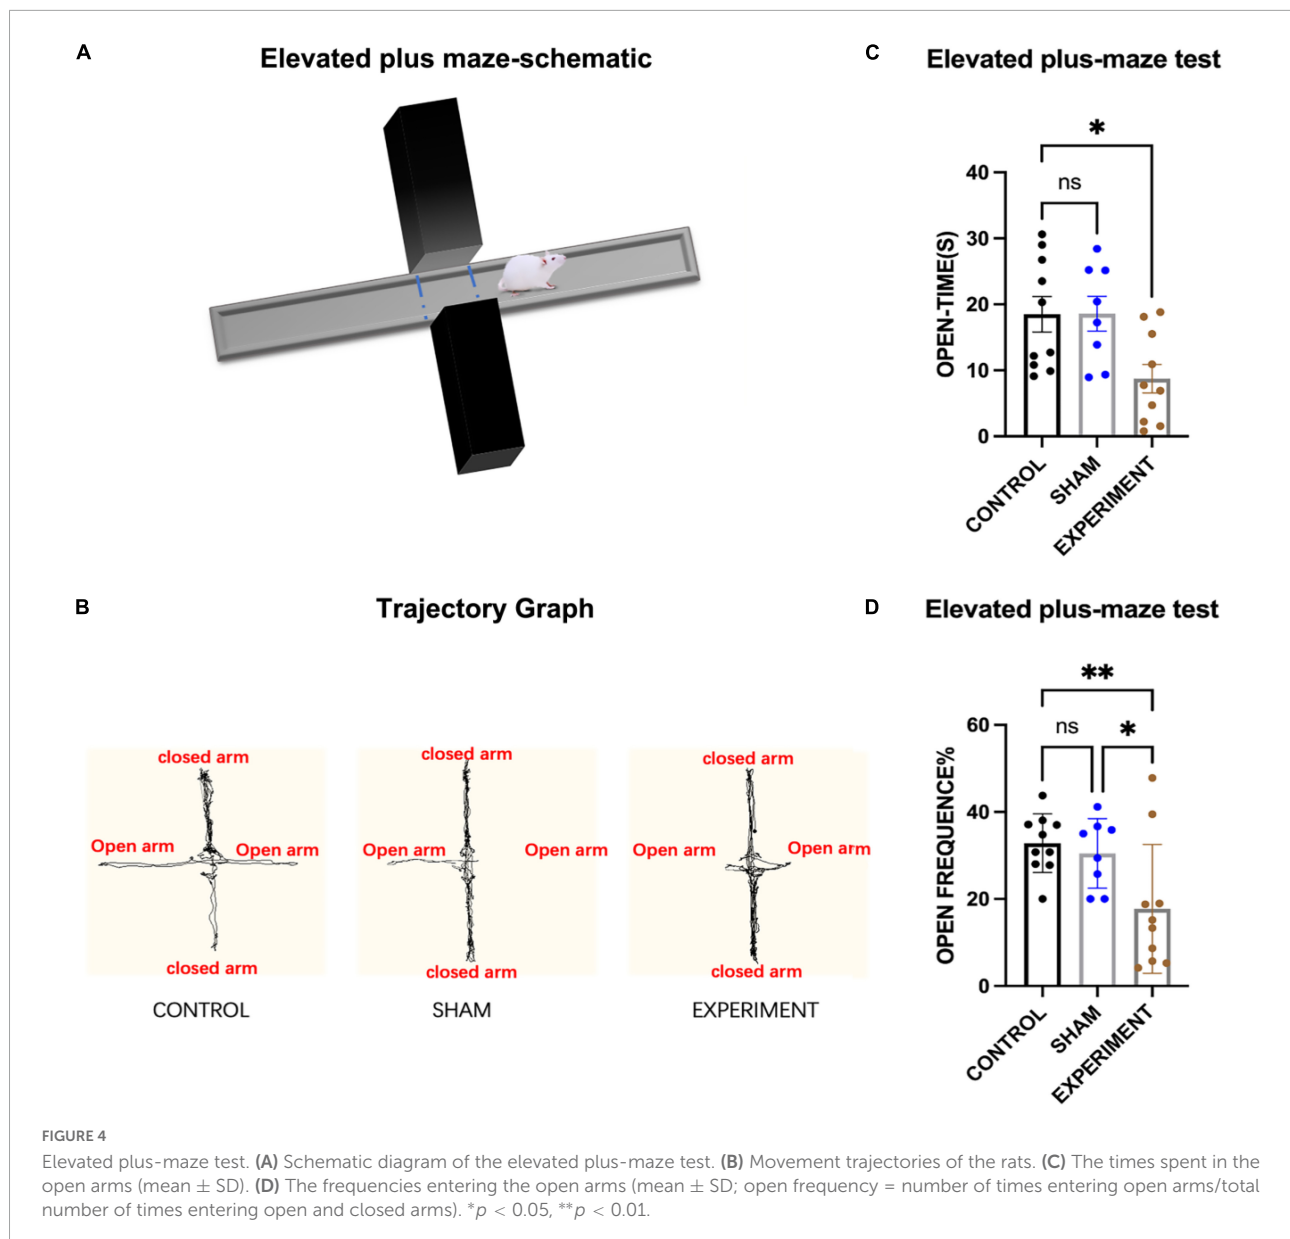 A
Elevated plus maze-schematic
C
Elevated plus-maze test
*
ns
40
30
20
10
0
OPEN-TIME(S)
CONTROL
SHAM
EXPERIMENT
B
Trajectory Graph
closed arm
Open arm
Open arm
closed arm
CONTROL
closed arm
Open arm
Open arm
closed arm
SHAM
closed arm
Open arm
Open arm
closed arm
EXPERIMENT
D
Elevated plus-maze test
**
ns
*
60
40
20
0
OPEN FREQUENCE%
CONTROL
SHAM
EXPERIMENT
FIGURE 4
Elevated plus-maze test. (A) Schematic diagram of the elevated plus-maze test. (B) Movement trajectories of the rats. (C) The times spent in the
open arms (mean ± SD). (D) The frequencies entering the open arms (mean ± SD; open frequency = number of times entering open arms/total
number of times entering open and closed arms). *p < 0.05, **p < 0.01.